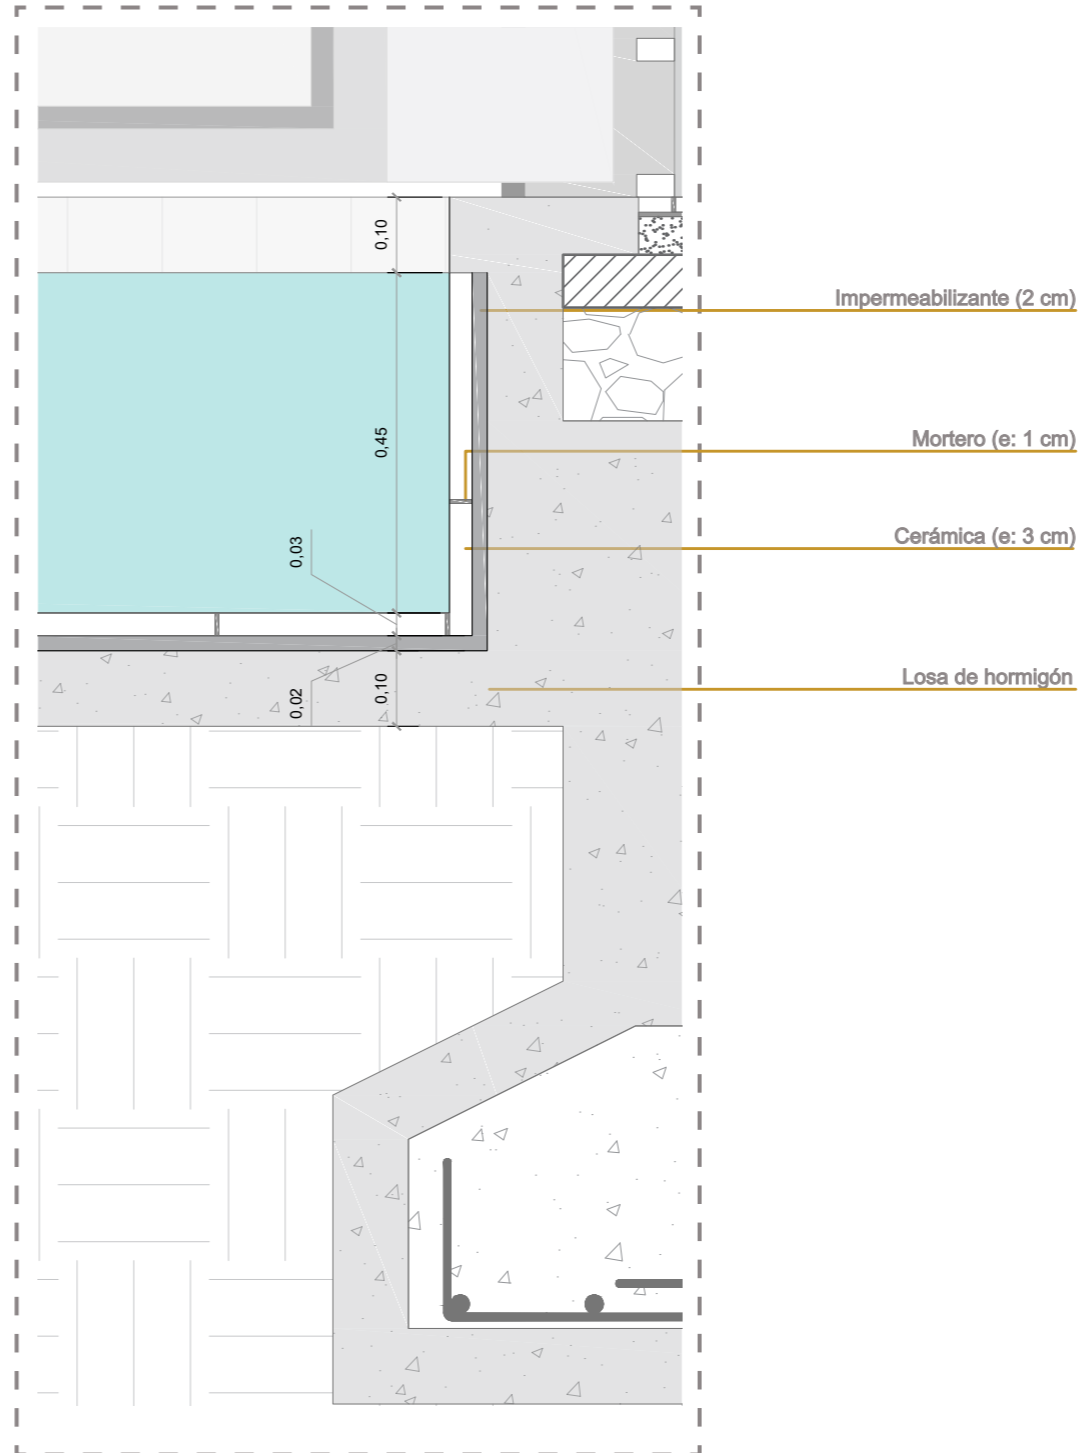 0,10
Impermeabilizante (2 cm)
0,45
Mortero (e: 1 cm)
Cerámica (e: 3 cm)
0,03
Losa de hormigón
0,02
0,10